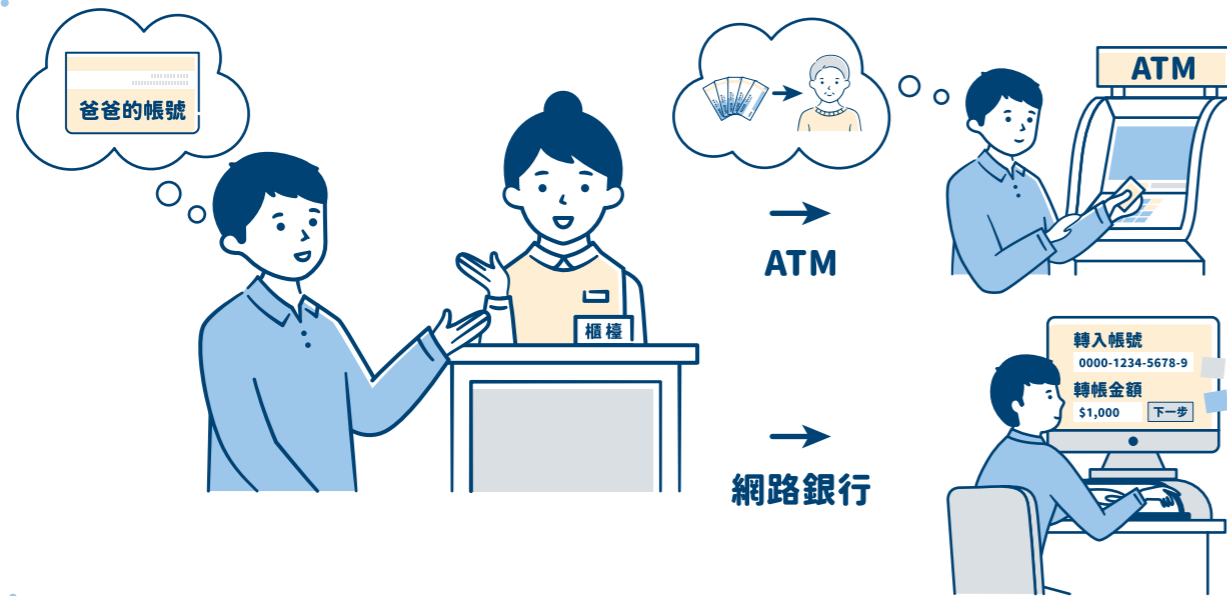 爸爸的帳號
櫃檯
ATM
ATM
轉入帳號
0000-1234-5678-9
轉帳金額
$1,000
下一步
網路銀行